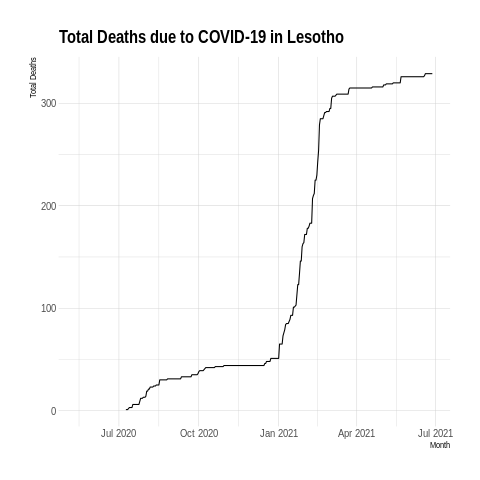 Total Deaths due to COVID-19 in Lesotho
Total Deaths
300
200
100
0
Jul 2020 Oct 2020 Jan 2021 Apr 2021 Jul 2021
Month